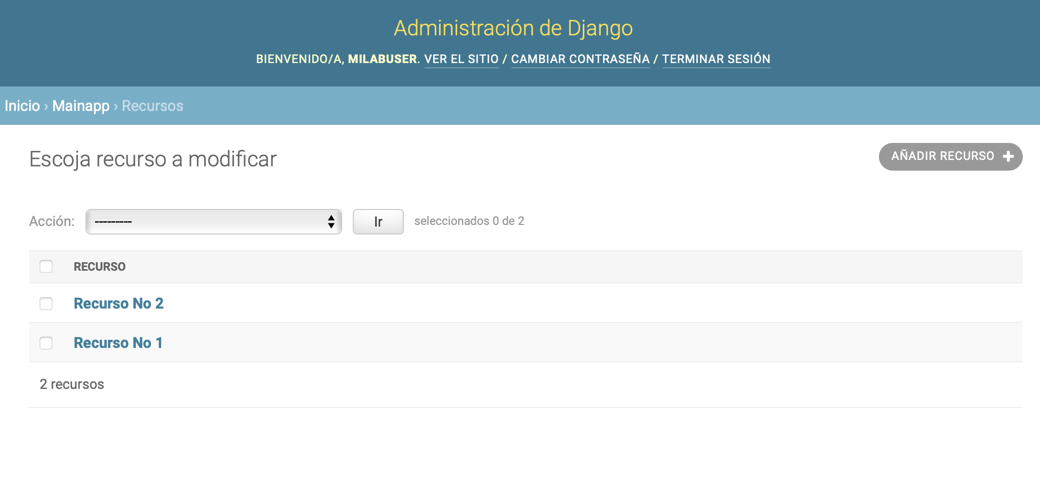 Administración de Django
BIENVENIDO/A, MILABUSER. VER EL SITIO / CAMBIAR CONTRASEÑA / TERMINAR SESIÓN
Inicio › Mainapp › Recursos
Escoja recurso a modificar
AÑADIR RECURSO +
Acción: --------- Ir seleccionados 0 de 2
RECURSO
Recurso No 2
Recurso No 1
2 recursos